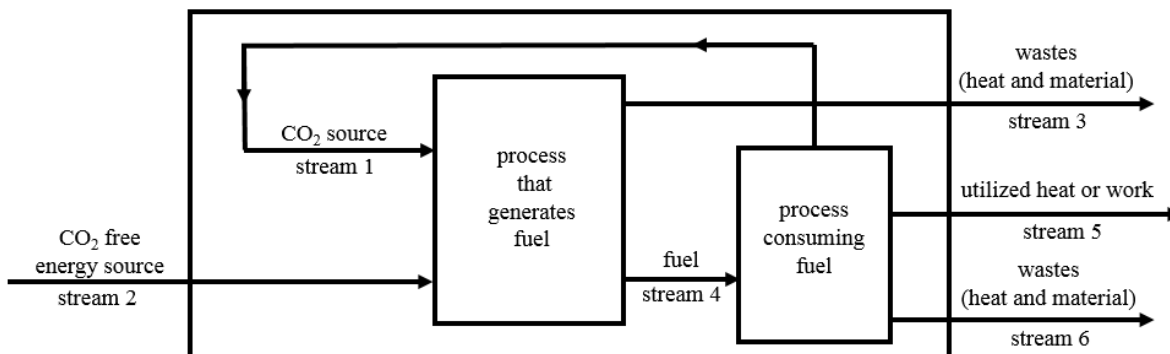 CO₂ source
stream 1
CO₂ free
energy source
stream 2
process
that
generates
fuel
fuel
stream 4
process
consuming
fuel
wastes
(heat and material)
stream 3
utilized heat or work
stream 5
wastes
(heat and material)
stream 6